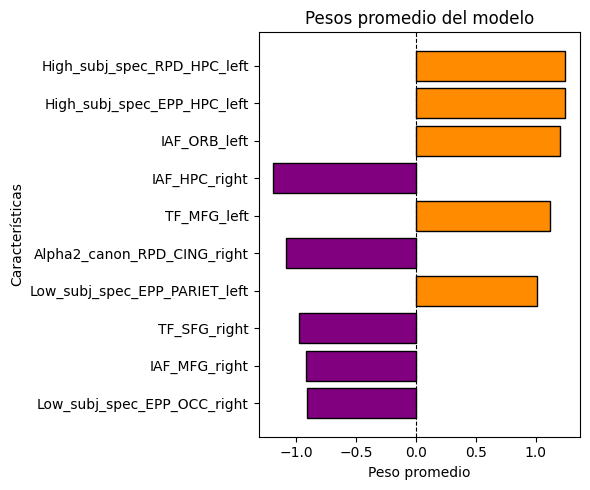 Pesos promedio del modelo
Características
High_subj_spec_RPD_HPC_left
High_subj_spec_EPP_HPC_left
IAF_ORB_left
IAF_HPC_right
TF_MFG_left
Alpha2_canon_RPD_CING_right
Low_subj_spec_EPP_PARIET_left
TF_SFG_right
IAF_MFG_right
Low_subj_spec_EPP_OCC_right
−1.0 −0.5 0.0 0.5 1.0
Peso promedio